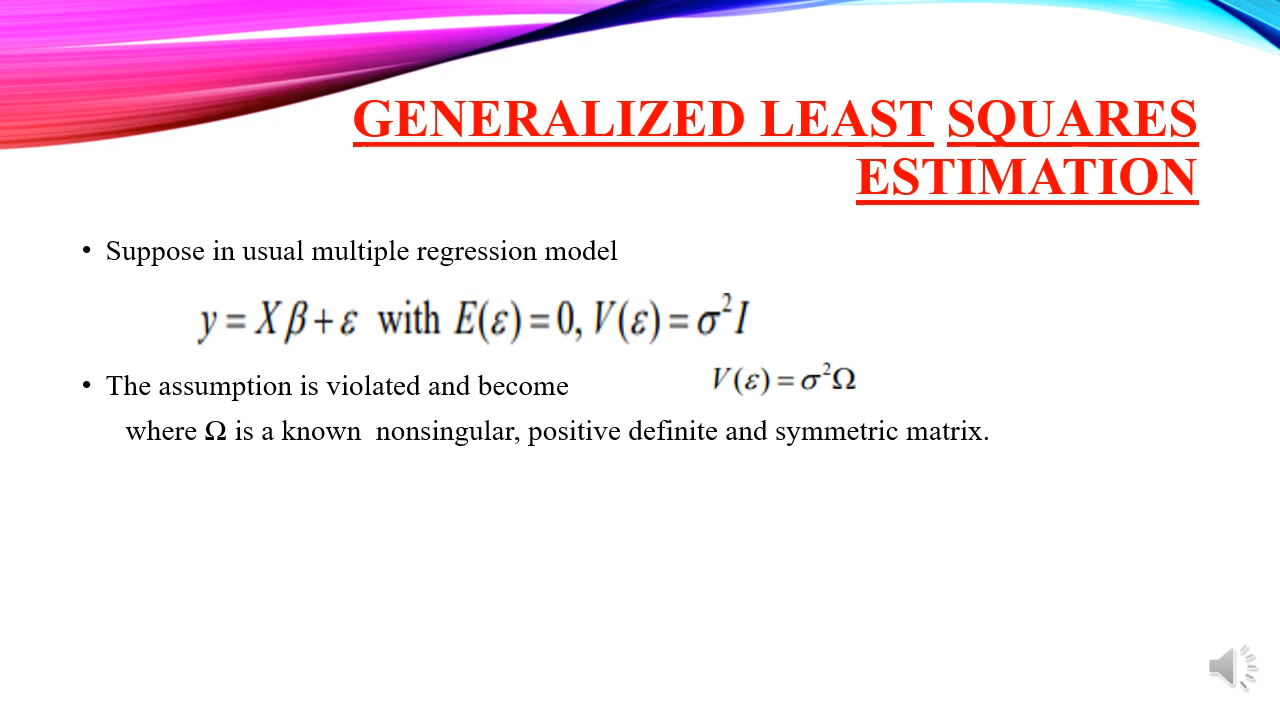 GENERALIZED LEAST SQUARES
ESTIMATION
• Suppose in usual multiple regression model
y = Xβ + ε with E(ε) = 0, V(ε) = σ²I
• The assumption is violated and become V(ε) = σ²Ω
where Ω is a known nonsingular, positive definite and symmetric matrix.